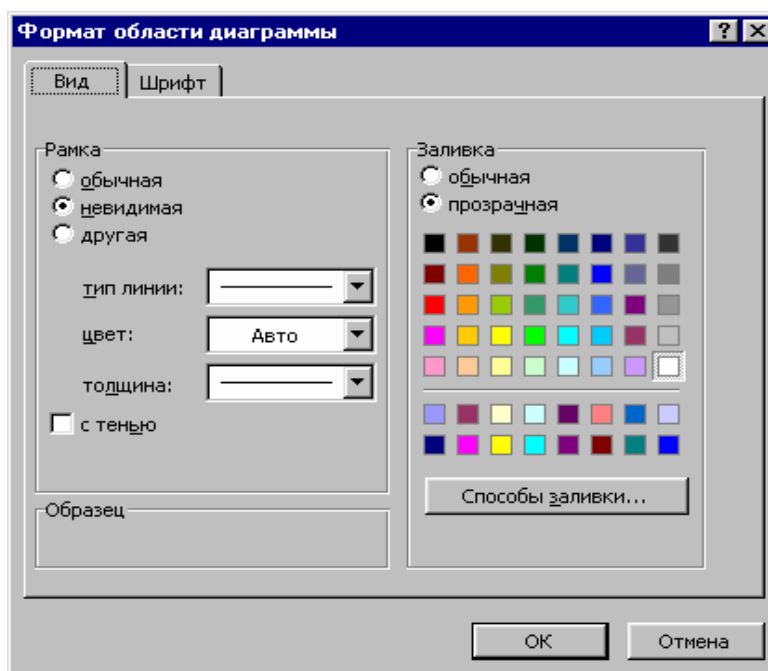 Формат области диаграммы
Вид
Шрифт
Рамка
обычная
невидимая
другая
тип линии:
цвет:
Авто
толщина:
с тенью
Образец
Заливка
обычная
прозрачная
Способы заливки...
OK
Отмена